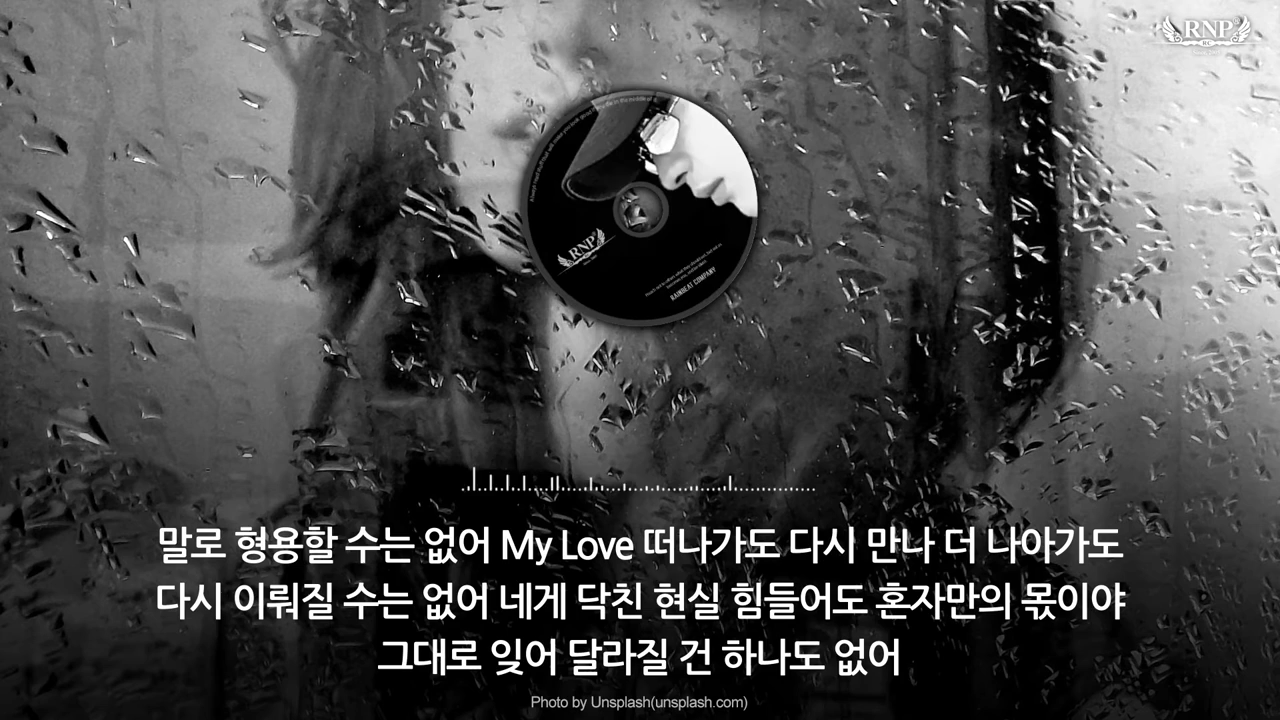 RNP
말로 형용할 수는 없어 My Love 떠나가도 다시 만나 더 나아가도
다시 이뤄질 수는 없어 네게 닥친 현실 힘들어도 혼자만의 몫이야
그대로 잊어 달라질 건 하나도 없어
Photo by Unsplash(unsplash.com)
RNP
RAINBEAT COMPANY